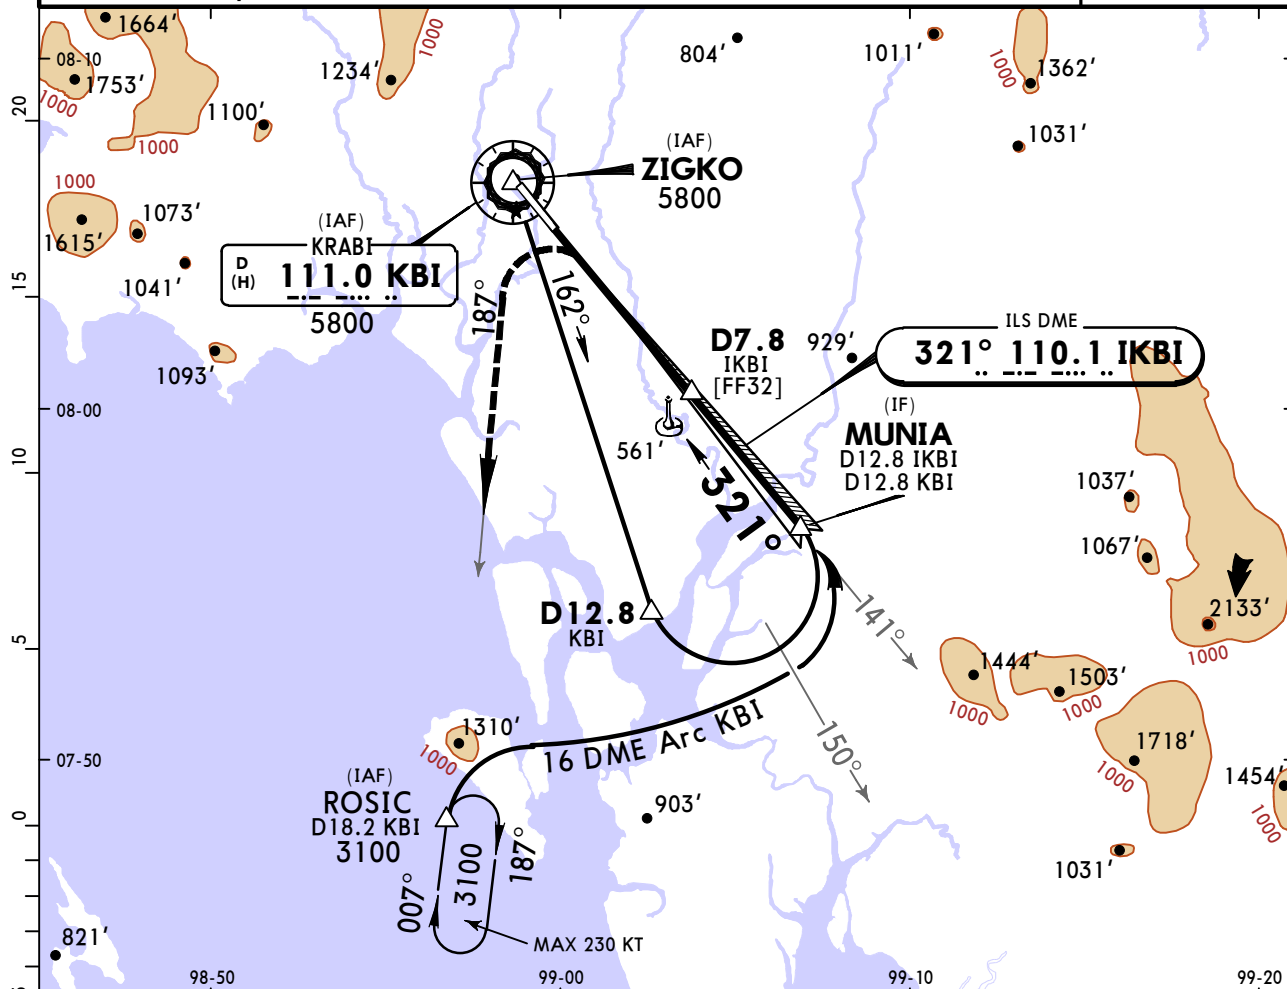 1664′
08-10
1753′
1000
20
1100′
1000
1234′
1000
804′
1011′
1362′
1000
1031′
(IAF)
ZIGKO
5800
1000
1615′
1073′
1041′
(IAF)
KRABI
D
(H)
111.0 KBI
5800
15
187°
162°
1093′
D7.8
IKBI
[FF32]
929′
ILS DME
321° 110.1 IKBI
08-00
561′
(IF)
MUNIA
D12.8 IKBI
D12.8 KBI
10
321°
1037′
1067′
2133′
1000
D12.8
KBI
141°
5
1444′
1000
1503′
1000
1310′
1000
16 DME Arc KBI
150°
1718′
1000
07-50
(IAF)
ROSIC
D18.2 KBI
3100
903′
1454′
1000
0
007°
3100
187°
1031′
MAX 230 KT
821′
98-50
99-00
99-10
99-20